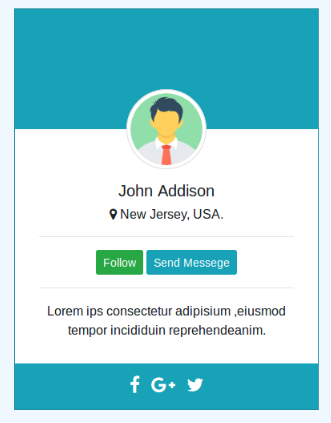 John Addison
New Jersey, USA.
Follow Send Messege
Lorem ips consectetur adipisium ,eiusmod
tempor incididuin reprehendeanim.